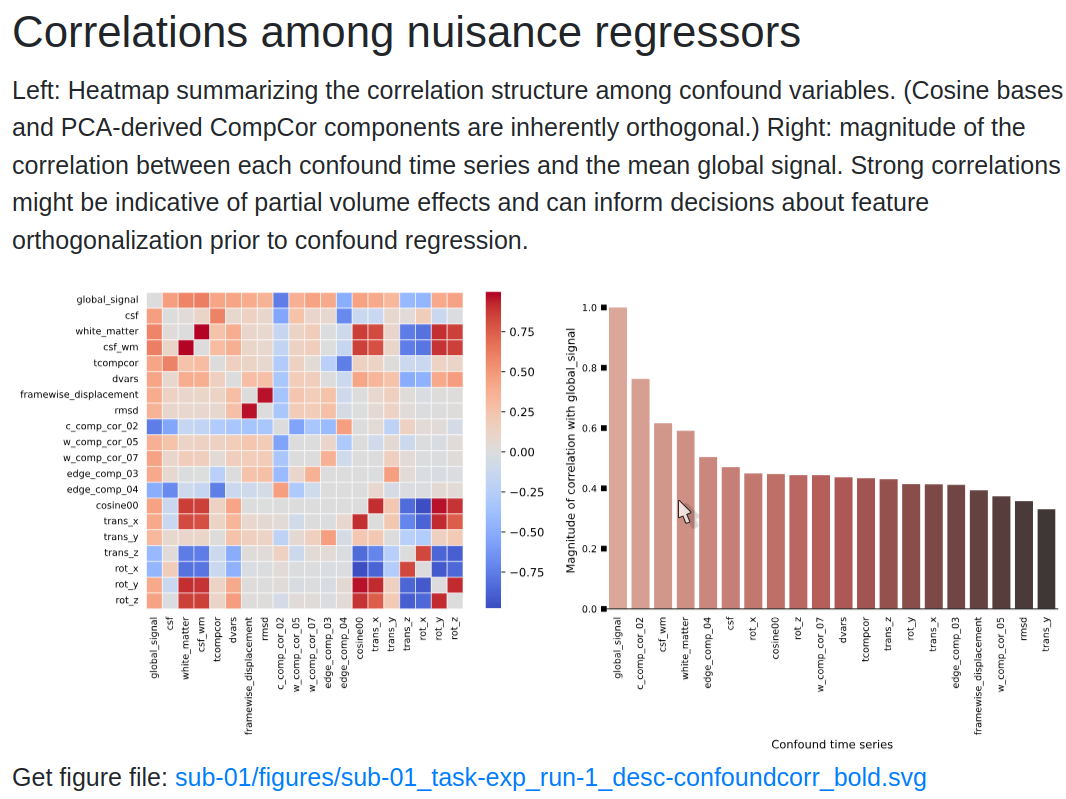 Correlations among nuisance regressors
Left: Heatmap summarizing the correlation structure among confound variables. (Cosine bases
and PCA-derived CompCor components are inherently orthogonal.) Right: magnitude of the
correlation between each confound time series and the mean global signal. Strong correlations
might be indicative of partial volume effects and can inform decisions about feature
orthogonalization prior to confound regression.
global_signal
csf
white_matter
csf_wm
tcompcor
dvars
framewise_displacement
rmsd
c_comp_cor_02
w_comp_cor_05
w_comp_cor_07
edge_comp_03
edge_comp_04
cosine00
trans_x
trans_y
trans_z
rot_x
rot_y
rot_z
global_signal
csf
white_matter
csf_wm
tcompcor
dvars
framewise_displacement
rmsd
c_comp_cor_02
w_comp_cor_05
w_comp_cor_07
edge_comp_03
edge_comp_04
cosine00
trans_x
trans_y
trans_z
rot_x
rot_y
rot_z
0.75
0.50
0.25
0.00
−0.25
−0.50
−0.75
Magnitude of correlation with global_signal
1.0
0.8
0.6
0.4
0.2
0.0
global_signal
c_comp_cor_02
csf_wm
white_matter
edge_comp_04
csf
rot_x
cosine00
rot_z
w_comp_cor_07
dvars
tcompcor
trans_z
rot_y
trans_x
edge_comp_03
framewise_displacement
w_comp_cor_05
rmsd
trans_y
Confound time series
Get figure file: sub-01/figures/sub-01_task-exp_run-1_desc-confoundcorr_bold.svg